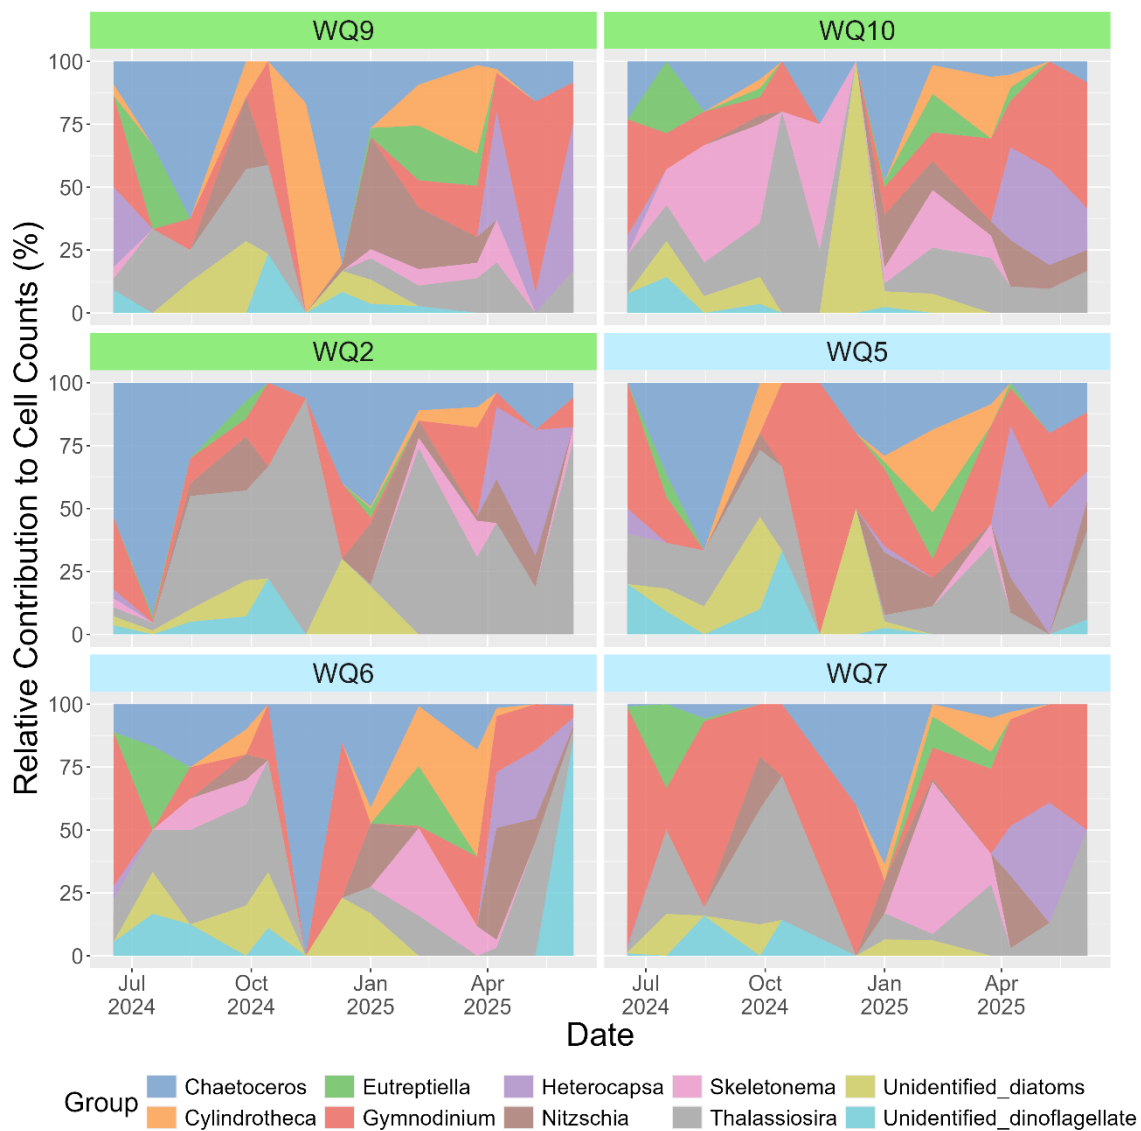 WQ9
WQ10
100
75
50
25
0
WQ2
WQ5
100
75
50
25
0
WQ6
WQ7
100
75
50
25
0
Relative Contribution to Cell Counts (%)
Jul Oct Jan Apr Jul Oct Jan Apr
2024 2024 2025 2025 2024 2024 2025 2025
Date
Group
Chaetoceros Eutreptiella Heterocapsa Skeletonema Unidentified_diatoms
Cylindrotheca Gymnodinium Nitzschia Thalassiosira Unidentified_dinoflagellate